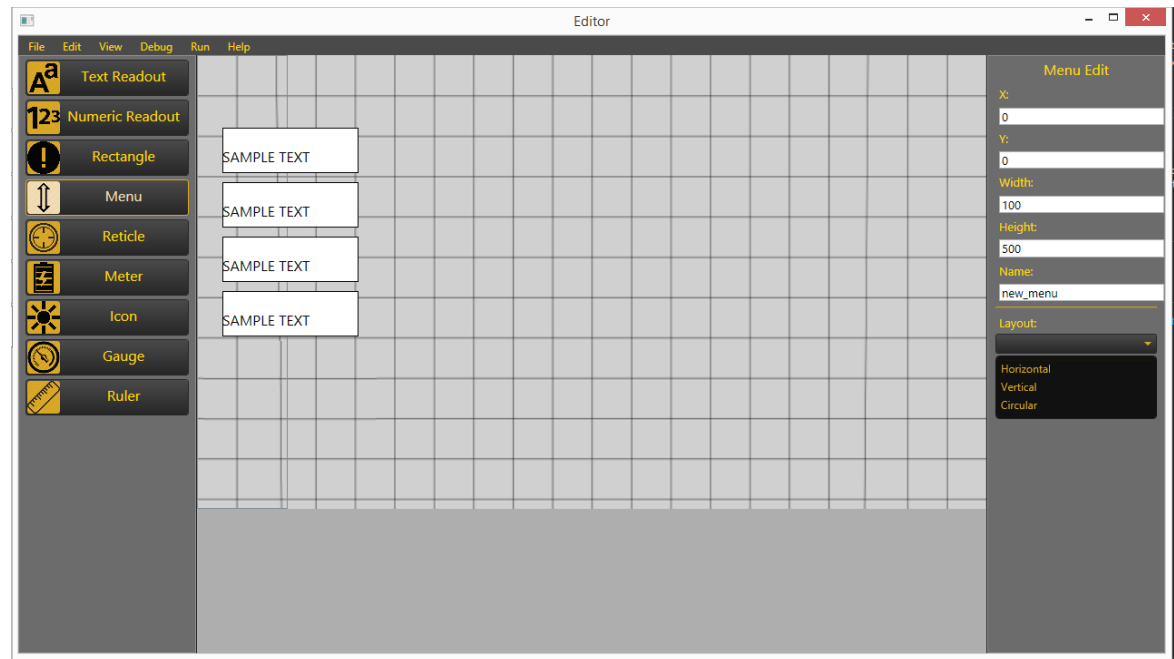 Editor
File Edit View Debug Run Help
Aa Text Readout
123 Numeric Readout
! Rectangle
Menu
Reticle
Meter
Icon
Gauge
Ruler
SAMPLE TEXT
SAMPLE TEXT
SAMPLE TEXT
SAMPLE TEXT
Menu Edit
X:
0
Y:
0
Width:
100
Height:
500
Name:
new_menu
Layout:
Horizontal
Vertical
Circular